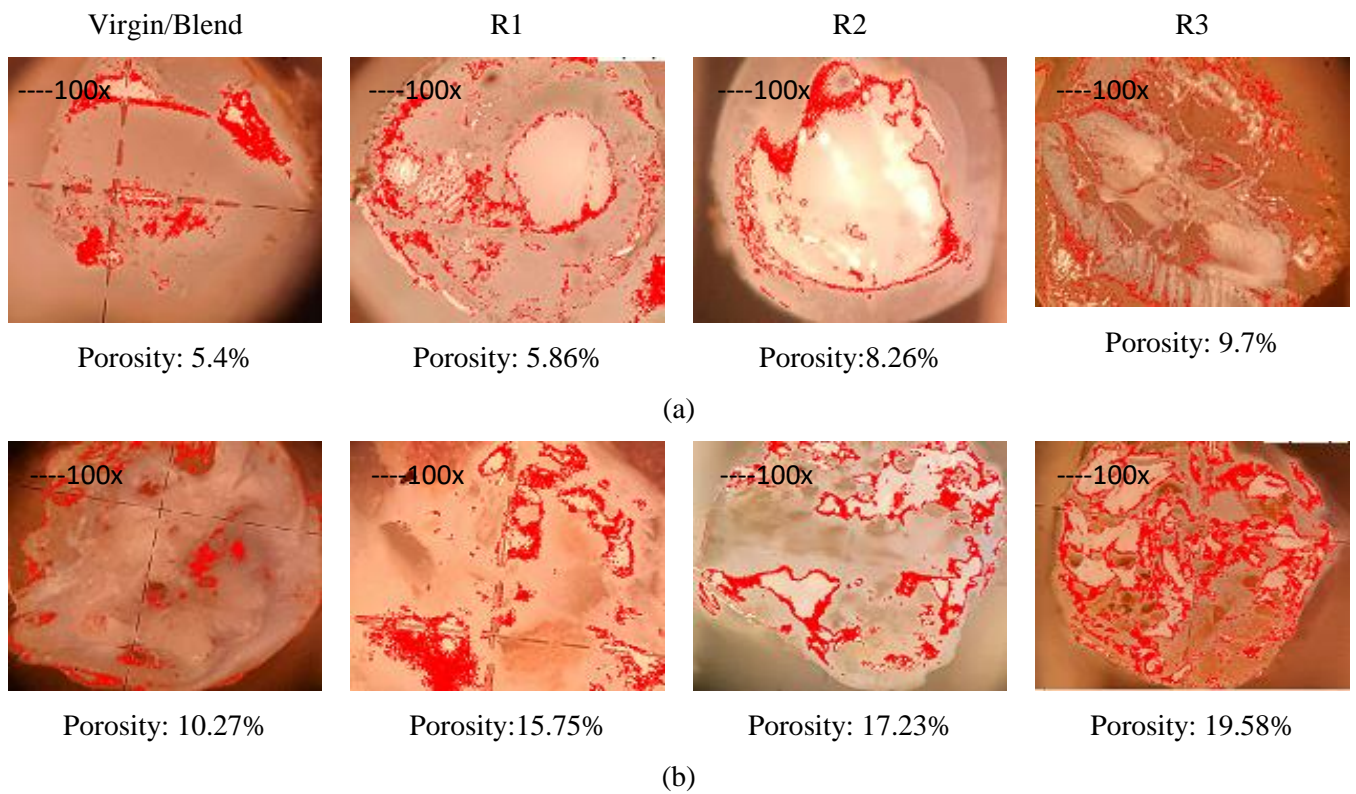 Virgin/Blend R1 R2 R3
----100x ----100x ----100x ----100x
Porosity: 5.4% Porosity: 5.86% Porosity:8.26% Porosity: 9.7%
(a)
----100x ----100x ----100x ----100x
Porosity: 10.27% Porosity:15.75% Porosity: 17.23% Porosity: 19.58%
(b)